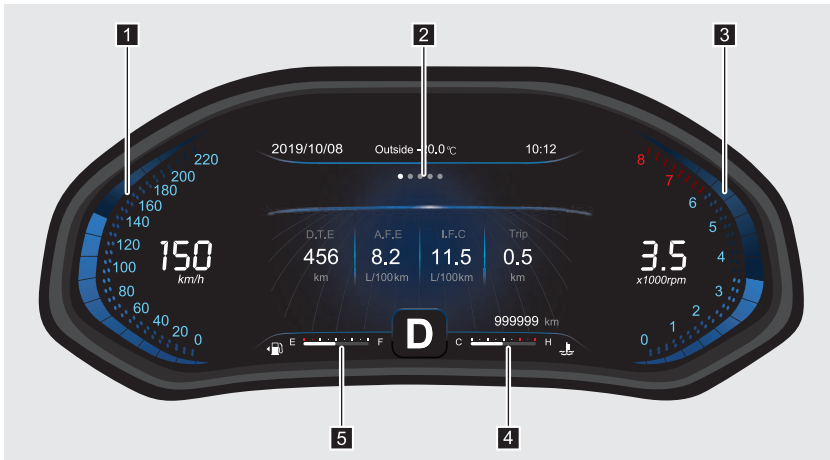 1 2 3
2019/10/08 Outside -20.0 ℃ 10:12
220
200
180
160
140
120
100
80
60
40
20
0
150
km/h
D.T.E A.F.E I.F.C Trip
456 8.2 11.5 0.5
km L/100km L/100km km
999999 km
E F D C H
8
7
6
5
4
3
2
1
0
3.5
x1000rpm
5 4